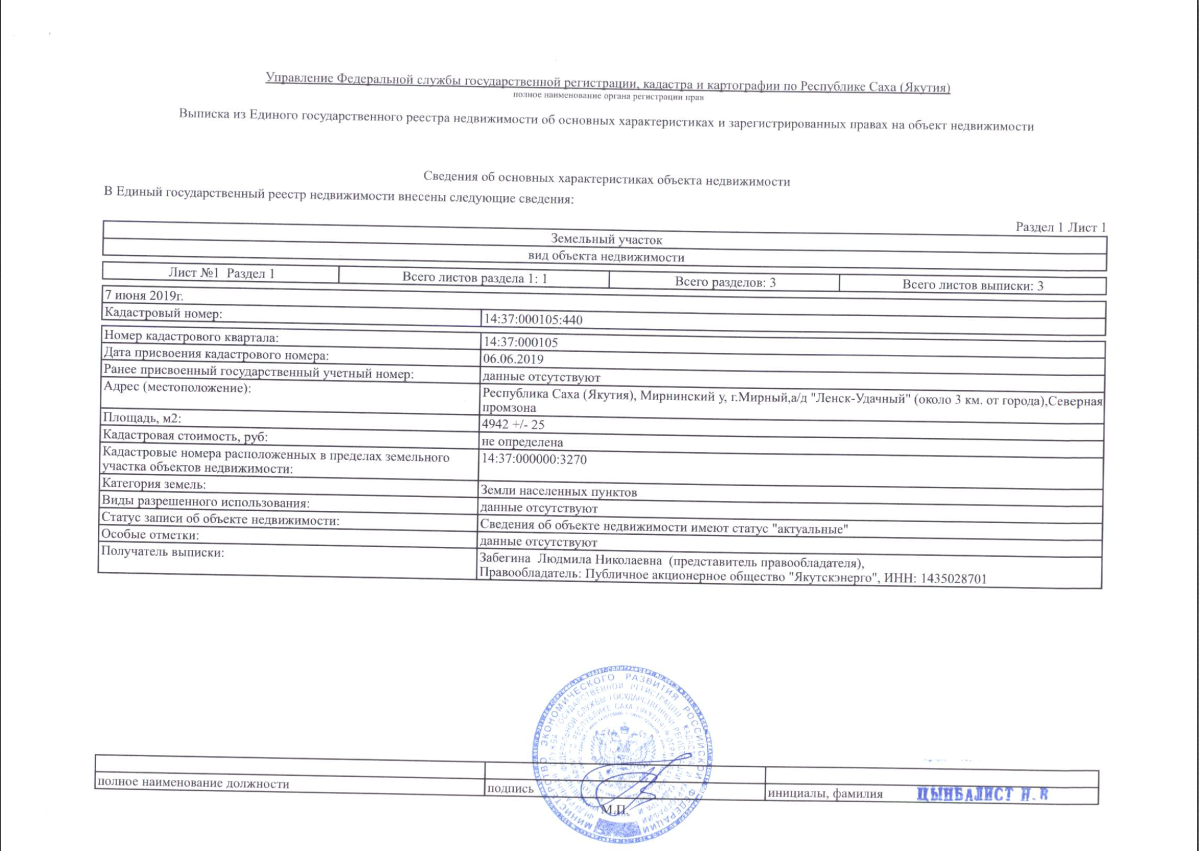 Управление Федеральной службы государственной регистрации, кадастра и картографии по Республике Саха (Якутия)
полное наименование органа регистрации прав
Выписка из Единого государственного реестра недвижимости об основных характеристиках и зарегистрированных правах на объект недвижимости
Сведения об основных характеристиках объекта недвижимости
В Единый государственный реестр недвижимости внесены следующие сведения:
Раздел 1 Лист 1
Земельный участок
вид объекта недвижимости
Лист №1 Раздел 1 Всего листов раздела 1: 1 Всего разделов: 3 Всего листов выписки: 3
7 июня 2019г.
Кадастровый номер: 14:37:000105:440
Номер кадастрового квартала: 14:37:000105
Дата присвоения кадастрового номера: 06.06.2019
Ранее присвоенный государственный учетный номер: данные отсутствуют
Адрес (местоположение): Республика Саха (Якутия), Мирнинский у, г.Мирный,а/д "Ленск-Удачный" (около 3 км. от города),Северная
промзона
Площадь, м2: 4942 +/- 25
Кадастровая стоимость, руб: не определена
Кадастровые номера расположенных в пределах земельного 14:37:000000:3270
участка объектов недвижимости:
Категория земель: Земли населенных пунктов
Виды разрешенного использования: данные отсутствуют
Статус записи об объекте недвижимости: Сведения об объекте недвижимости имеют статус "актуальные"
Особые отметки: данные отсутствуют
Получатель выписки: Забегина Людмила Николаевна (представитель правообладателя),
Правообладатель: Публичное акционерное общество "Якутскэнерго", ИНН: 1435028701
МИНИСТЕРСТВО ЭКОНОМИЧЕСКОГО РАЗВИТИЯ РОССИЙСКОЙ ФЕДЕРАЦИИ
полное наименование должности подпись инициалы, фамилия ЦЫНБАЛИСТ Н.В
М.П.